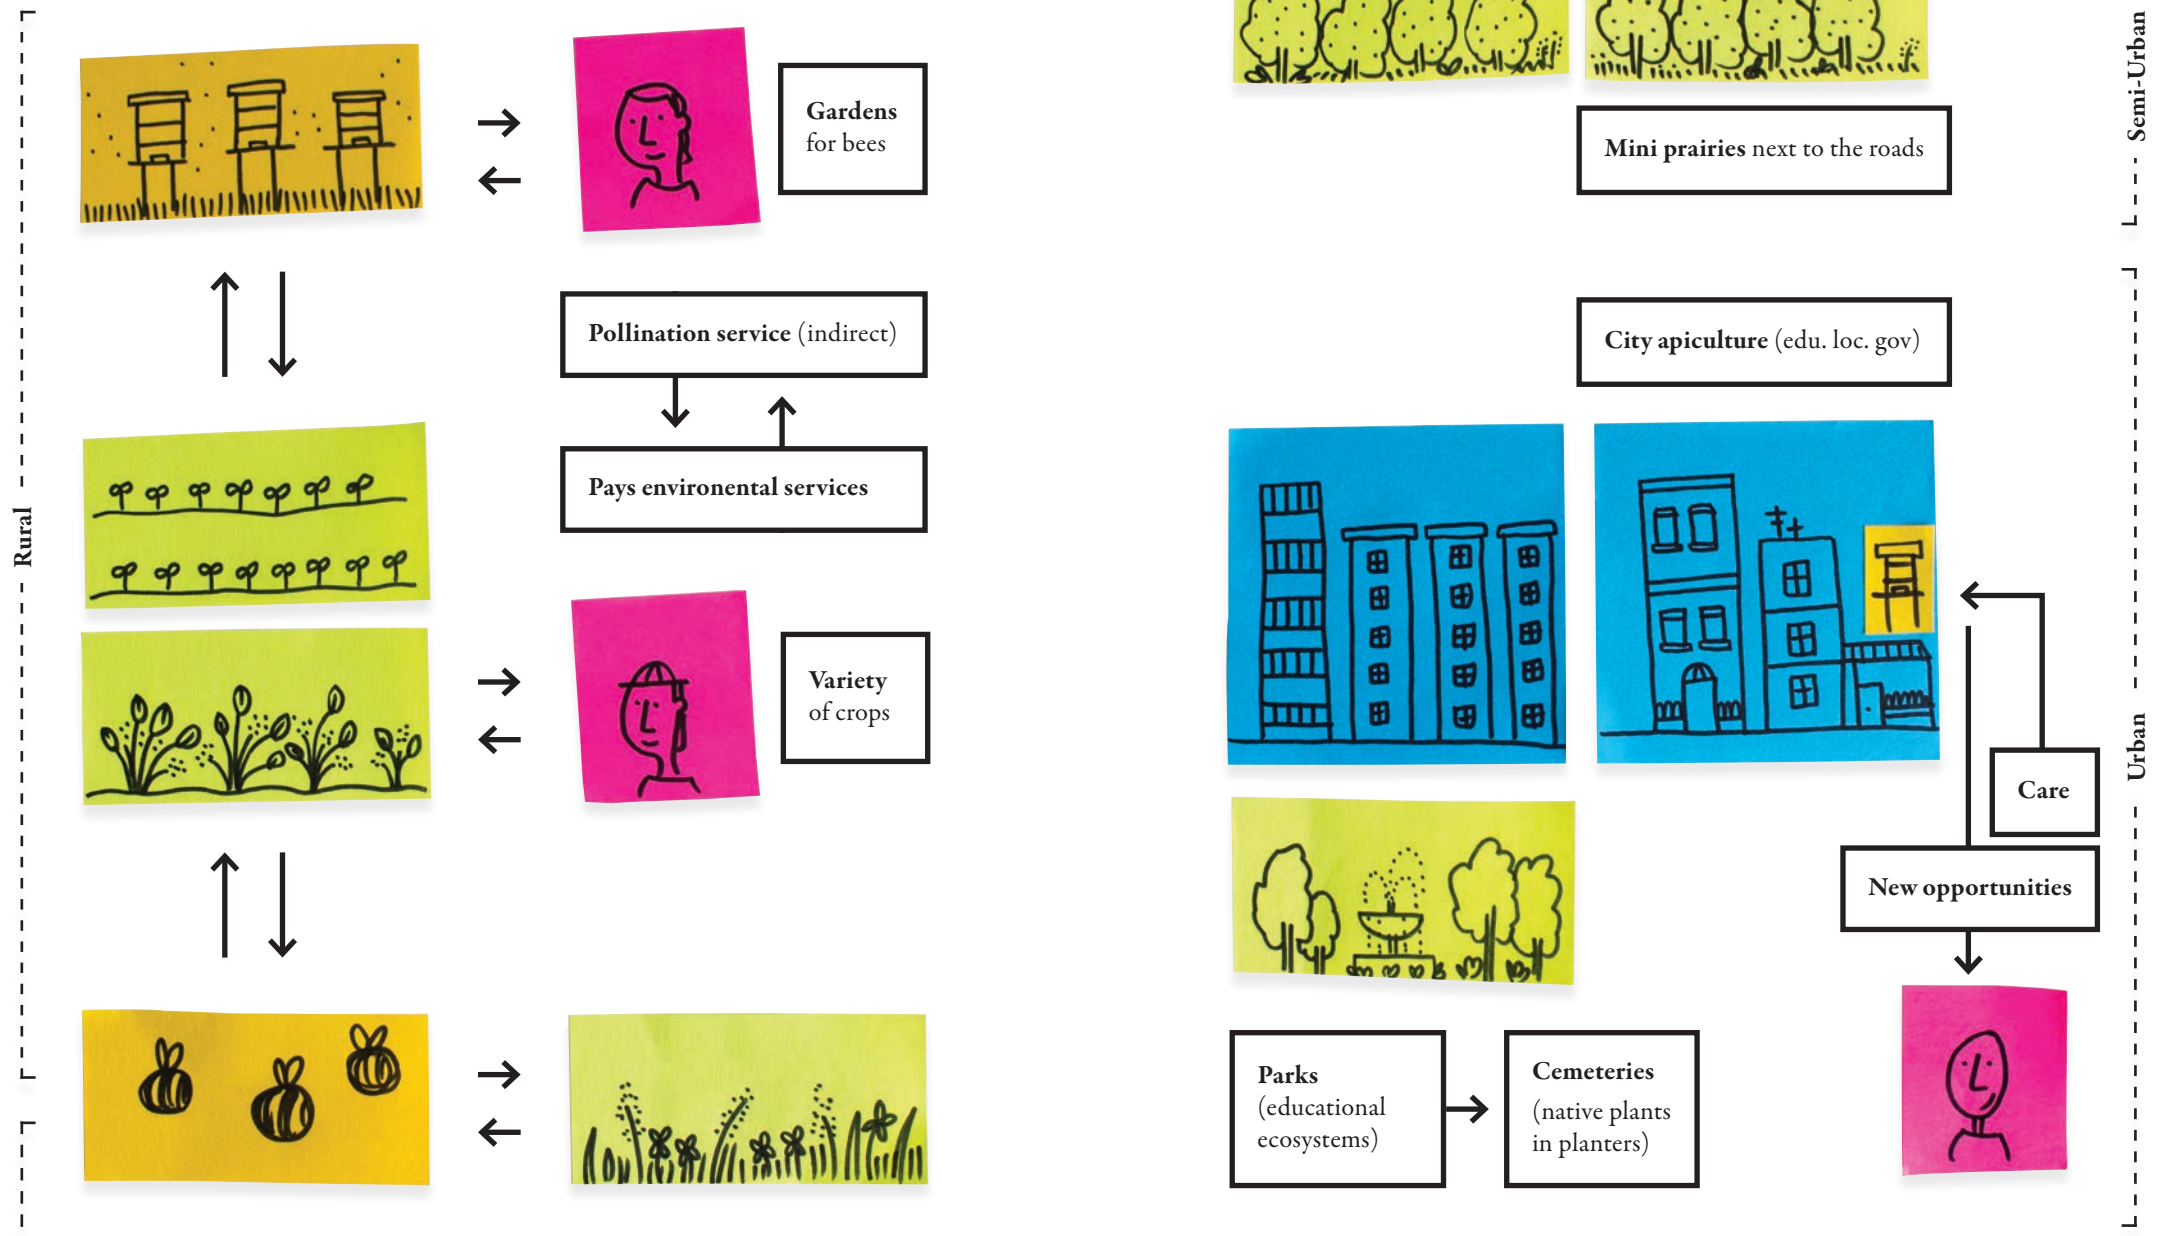 Rural
Gardens
for bees
Pollination service (indirect)
Pays environental services
Variety
of crops
Semi-Urban
Mini prairies next to the roads
City apiculture (edu. loc. gov)
Urban
Care
New opportunities
Parks
(educational
ecosystems)
Cemeteries
(native plants
in planters)